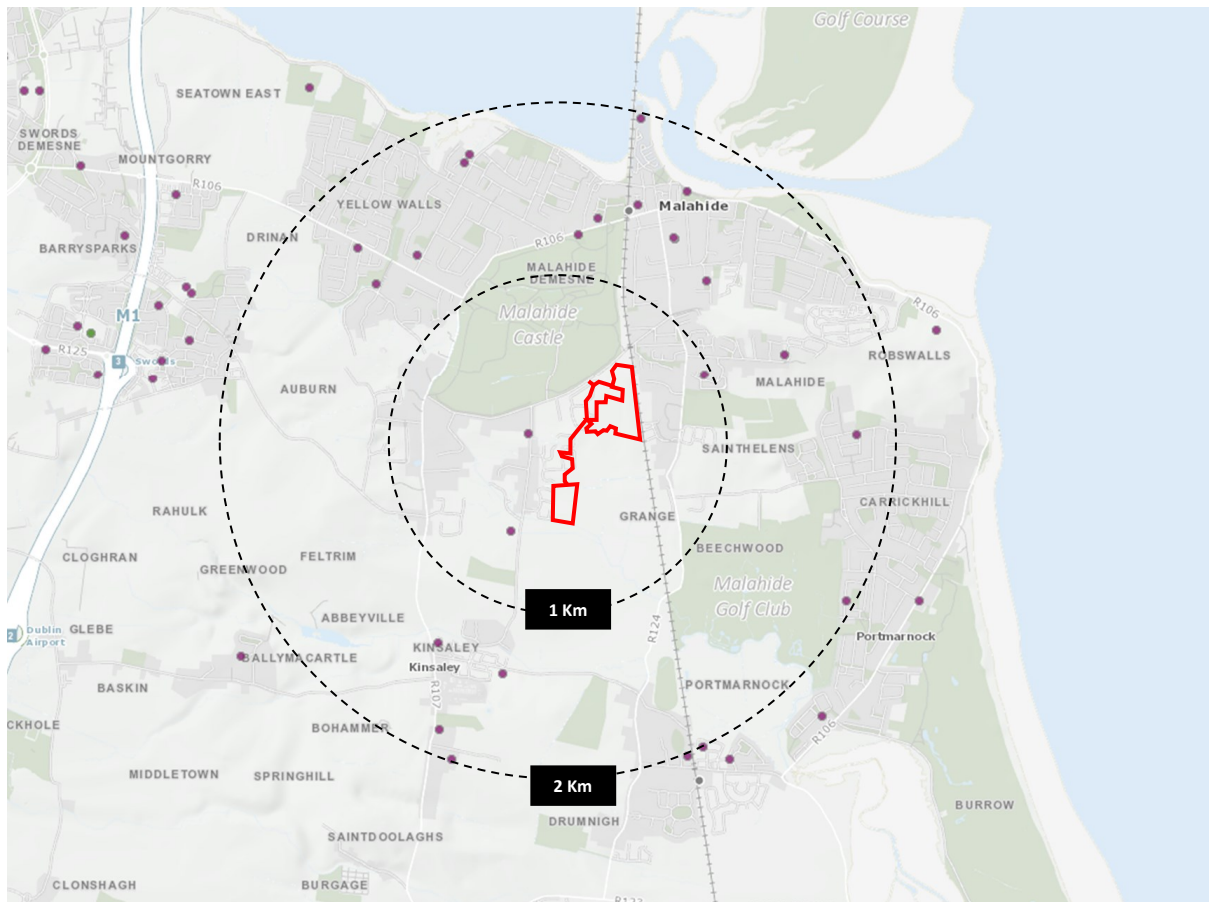 Golf Course
SEATOWN EAST
SWORDS
DEMESNE
MOUNTGORRY
R106
YELLOW WALLS
Malahide
DRINAN
BARRYSPARKS
R106
MALAHIDE
DEMESNE
Malahide
Castle
R106
M1
R125
3
Swords
ROBSWALLS
MALAHIDE
AUBURN
SAINTHELENS
CARRICKHILL
RAHULK
GRANGE
BEECHWOOD
CLOGHRAN
FELTRIM
GREENWOOD
Malahide
Golf Club
1 Km
ABBEYVILLE
2
Dublin
Airport
GLEBE
R124
Portmarnock
KINSALEY
Kinsaley
BALLYMACARTLE
BASKIN
PORTMARNOCK
R107
CKHOLE
BOHAMMER
R106
MIDDLETOWN
SPRINGHILL
2 Km
BURROW
DRUMNIGH
SAINTDOOLAGHS
CLONSHAGH
BURGAGE